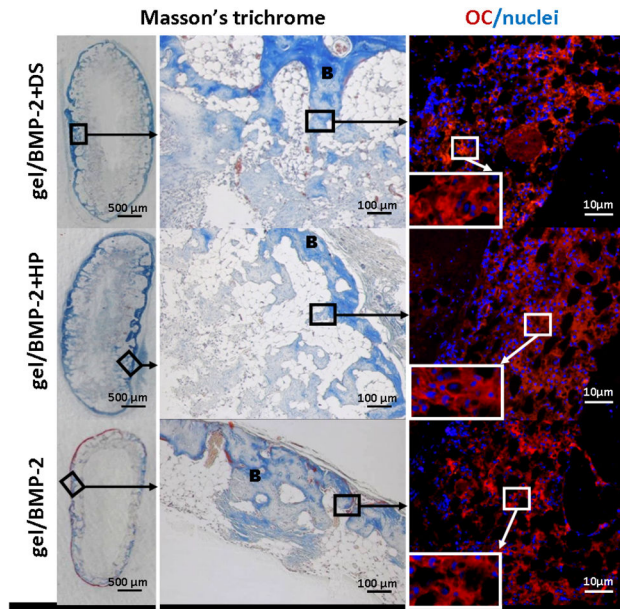 Masson's trichrome OC/nuclei
gel/BMP-2+DS
B
500 µm
100 µm
10µm
gel/BMP-2+HP
B
500 µm
100 µm
10µm
gel/BMP-2
B
500 µm
100 µm
10µm